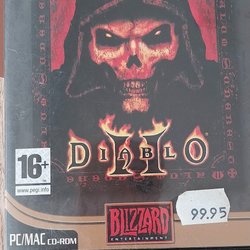 DIABLO
II
16+
www.pegi.info
BLIZZARD
ENTERTAINMENT
99.95
PC/MAC CD-ROM